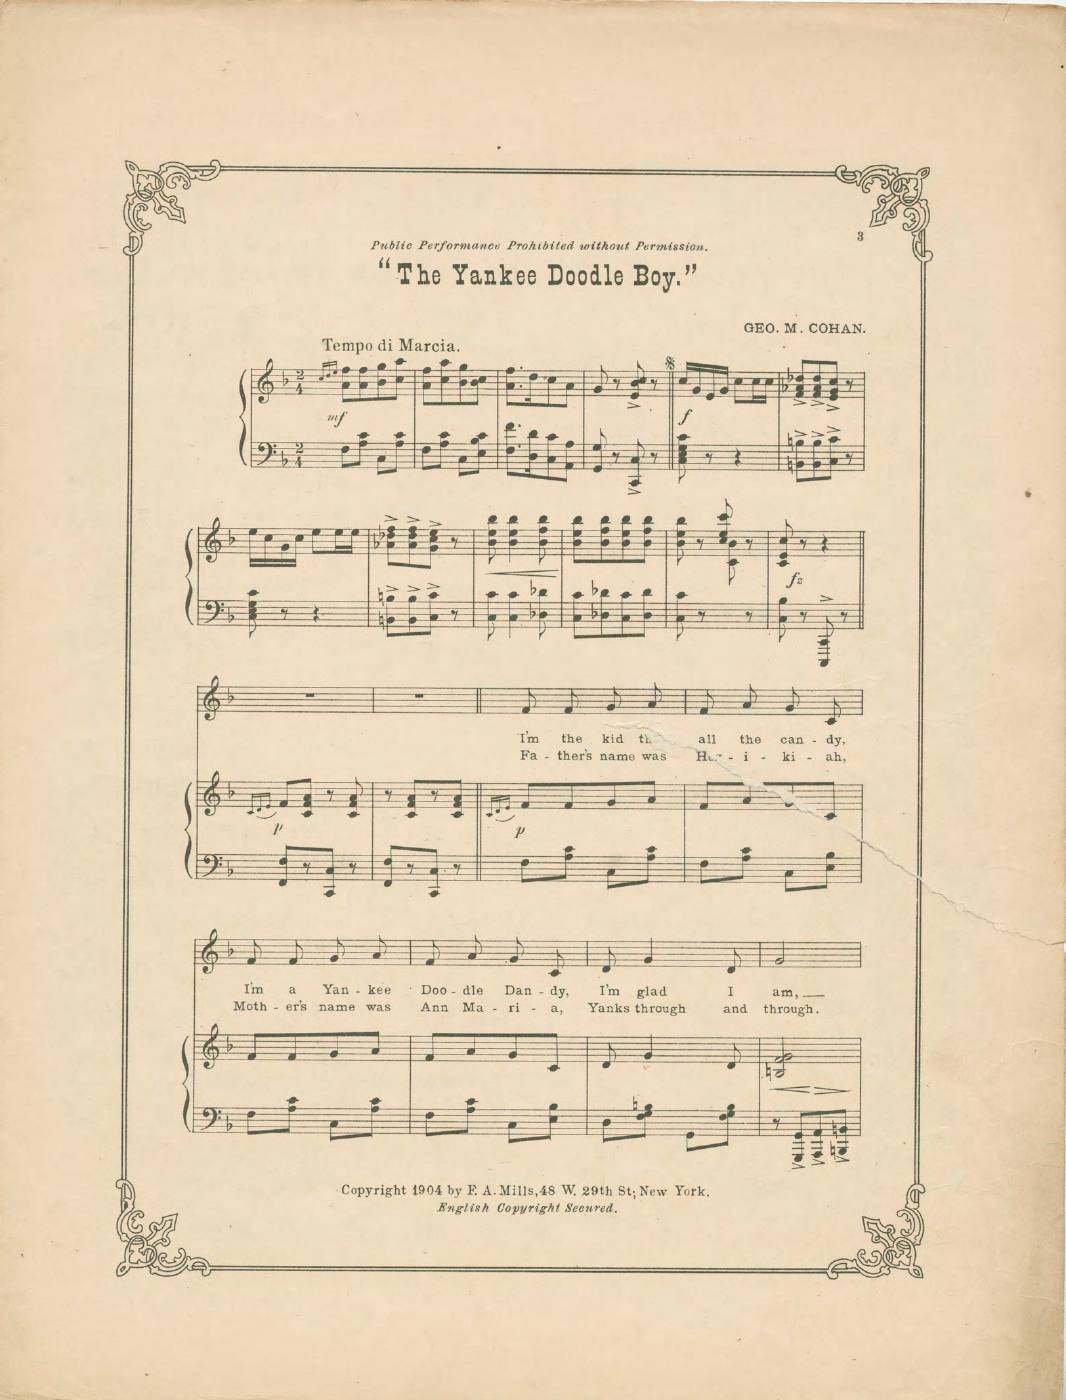 3
Public Performance Prohibited without Permission.
“The Yankee Doodle Boy.”
GEO. M. COHAN.
Tempo di Marcia.
mf
f
fz
I'm the kid all the can - dy,
Fa - ther's name was - i - ki - ah,
p
p
I'm a Yan - kee Doo - dle Dan - dy, I'm glad I am,
Moth - er's name was Ann Ma - ri - a, Yanks through and through.
Copyright 1904 by F. A. Mills, 48 W. 29th St; New York.
English Copyright Secured.